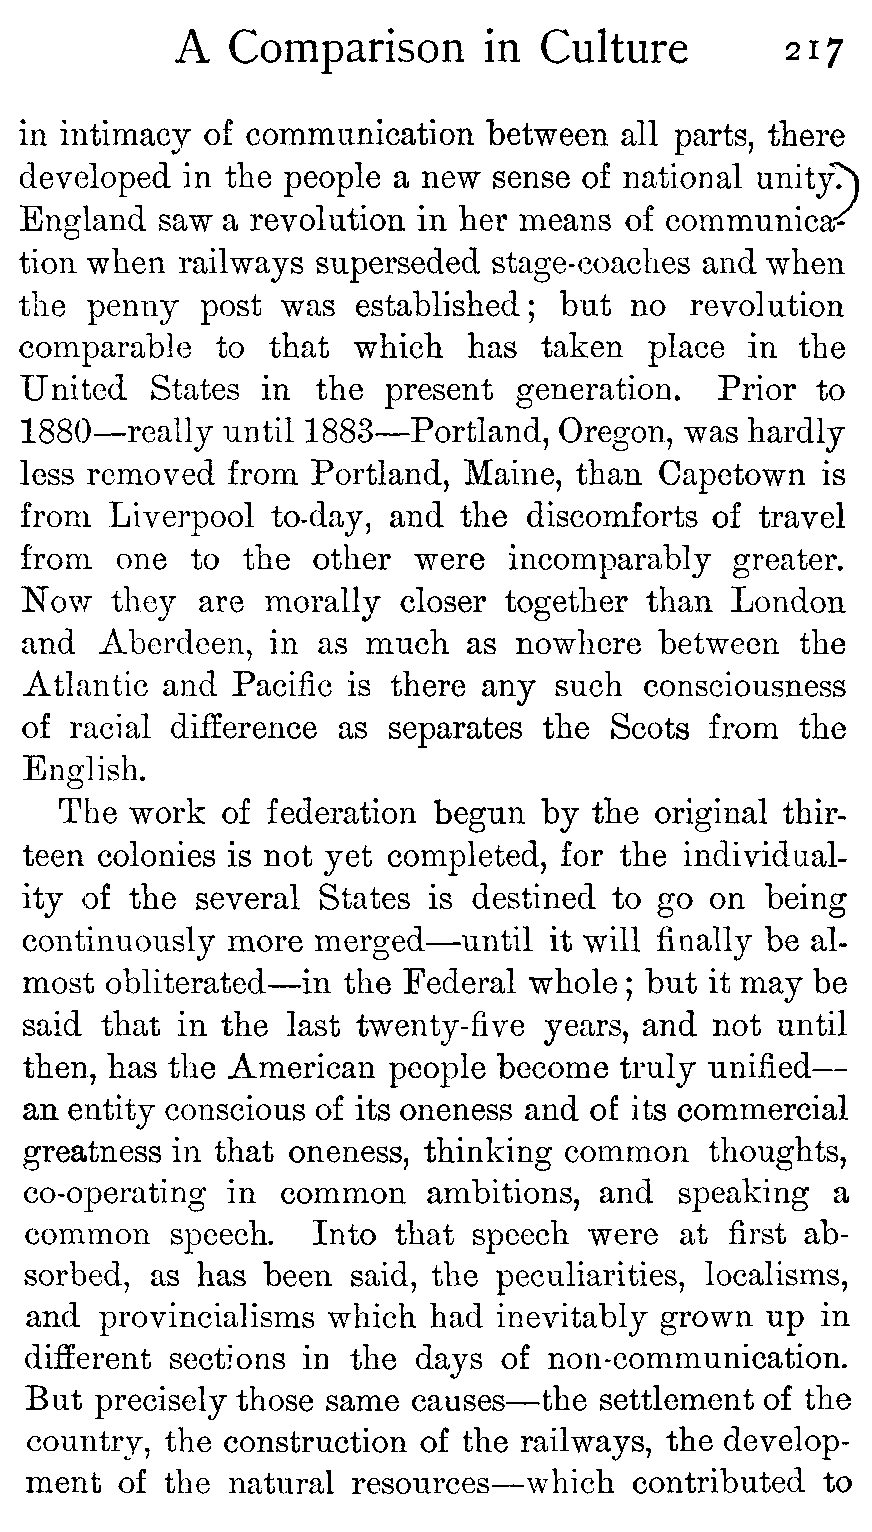 A Comparison in Culture 217
in intimacy of communication between all parts, there
developed in the people a new sense of national unity.
England saw a revolution in her means of communica-
tion when railways superseded stage-coaches and when
the penny post was established; but no revolution
comparable to that which has taken place in the
United States in the present generation. Prior to
1880—really until 1883—Portland, Oregon, was hardly
less removed from Portland, Maine, than Capetown is
from Liverpool to-day, and the discomforts of travel
from one to the other were incomparably greater.
Now they are morally closer together than London
and Aberdeen, in as much as nowhere between the
Atlantic and Pacific is there any such consciousness
of racial difference as separates the Scots from the
English.
The work of federation begun by the original thir-
teen colonies is not yet completed, for the individual-
ity of the several States is destined to go on being
continuously more merged—until it will finally be al-
most obliterated—in the Federal whole; but it may be
said that in the last twenty-five years, and not until
then, has the American people become truly unified—
an entity conscious of its oneness and of its commercial
greatness in that oneness, thinking common thoughts,
co-operating in common ambitions, and speaking a
common speech. Into that speech were at first ab-
sorbed, as has been said, the peculiarities, localisms,
and provincialisms which had inevitably grown up in
different sections in the days of non-communication.
But precisely those same causes—the settlement of the
country, the construction of the railways, the develop-
ment of the natural resources—which contributed to